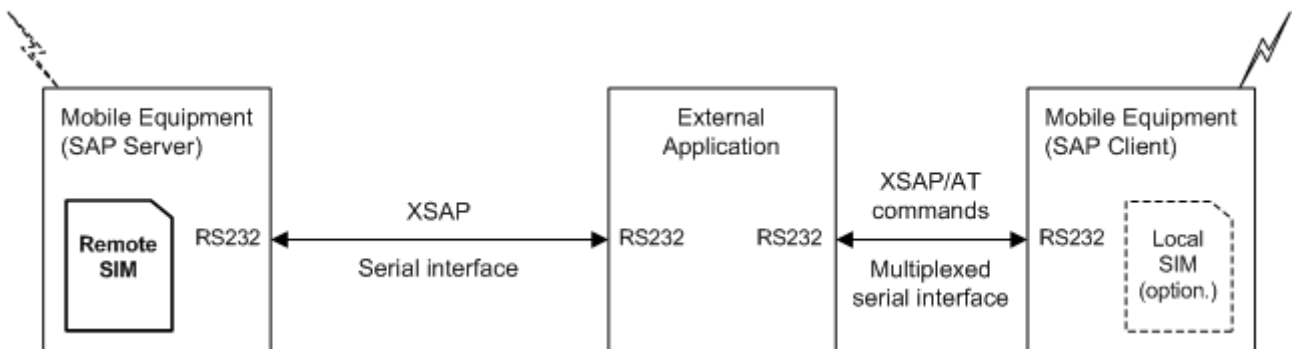 Mobile Equipment
(SAP Server)
Remote
SIM
RS232
XSAP
Serial interface
External
Application
RS232
RS232
XSAP/AT
commands
Multiplexed
serial interface
Mobile Equipment
(SAP Client)
RS232
Local
SIM
(option.)